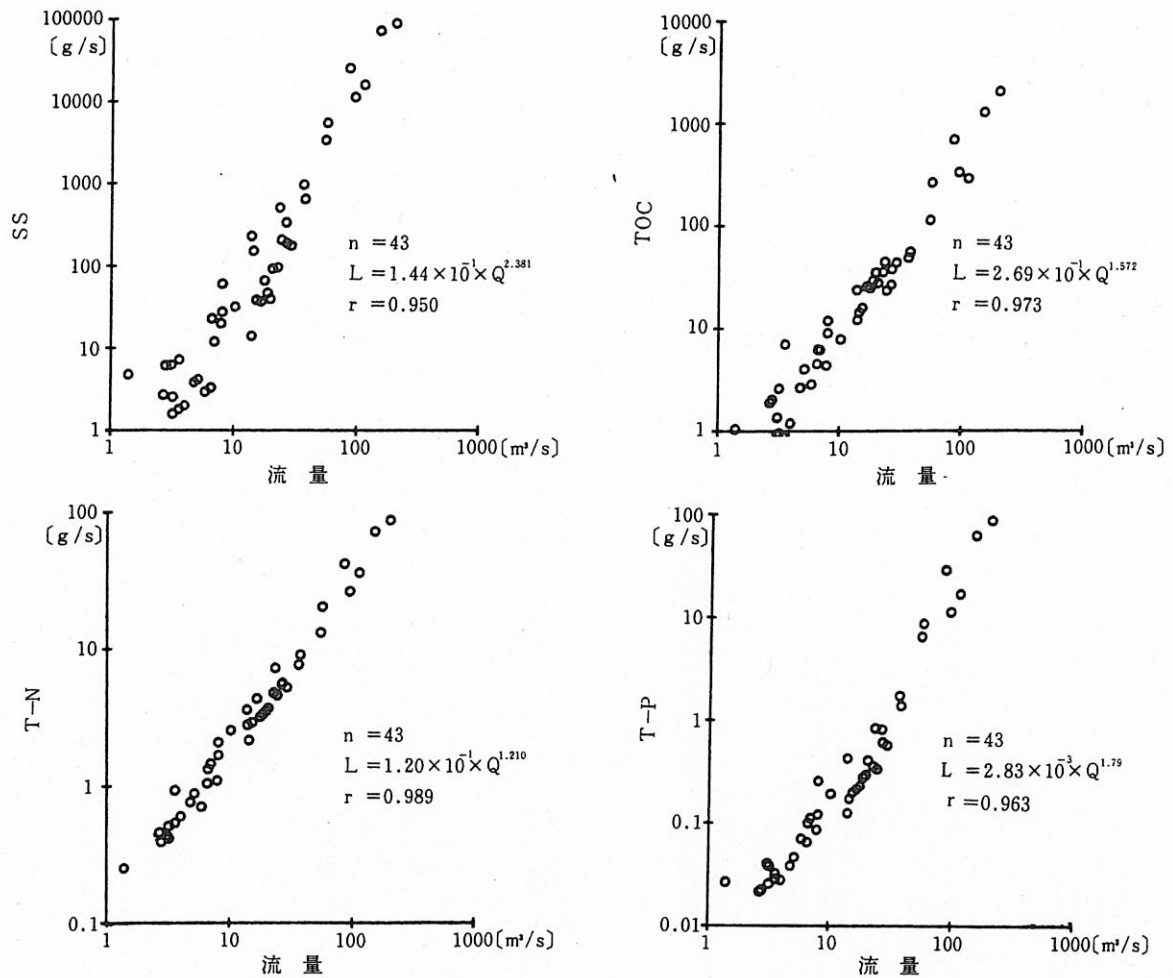 100000
[g/s]
10000
1000
100
10
1
SS
n =43
L=1.44×10⁻¹×Q²·³⁸¹
r =0.950
1 10 100 1000[m³/s]
流 量
10000
[g/s]
1000
100
10
1
TOC
n =43
L=2.69×10⁻¹×Q¹·⁵⁷²
r =0.973
1 10 100 1000[m³/s]
流 量
100
[g/s]
10
1
0.1
T-N
n =43
L=1.20×10⁻¹×Q¹·²¹⁰
r =0.989
1 10 100 1000[m³/s]
流 量
100
[g/s]
10
1
0.1
0.01
T-P
n =43
L =2.83×10⁻³×Q¹·⁷⁹
r =0.963
1 10 100 1000[m³/s]
流 量